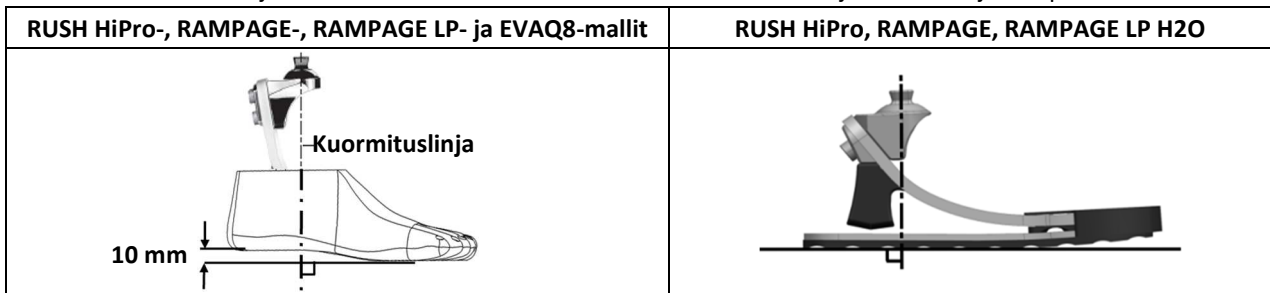 RUSH HiPro-, RAMPAGE-, RAMPAGE LP- ja EVAQ8-mallit
RUSH HiPro, RAMPAGE, RAMPAGE LP H2O
Kuormituslinja
10 mm